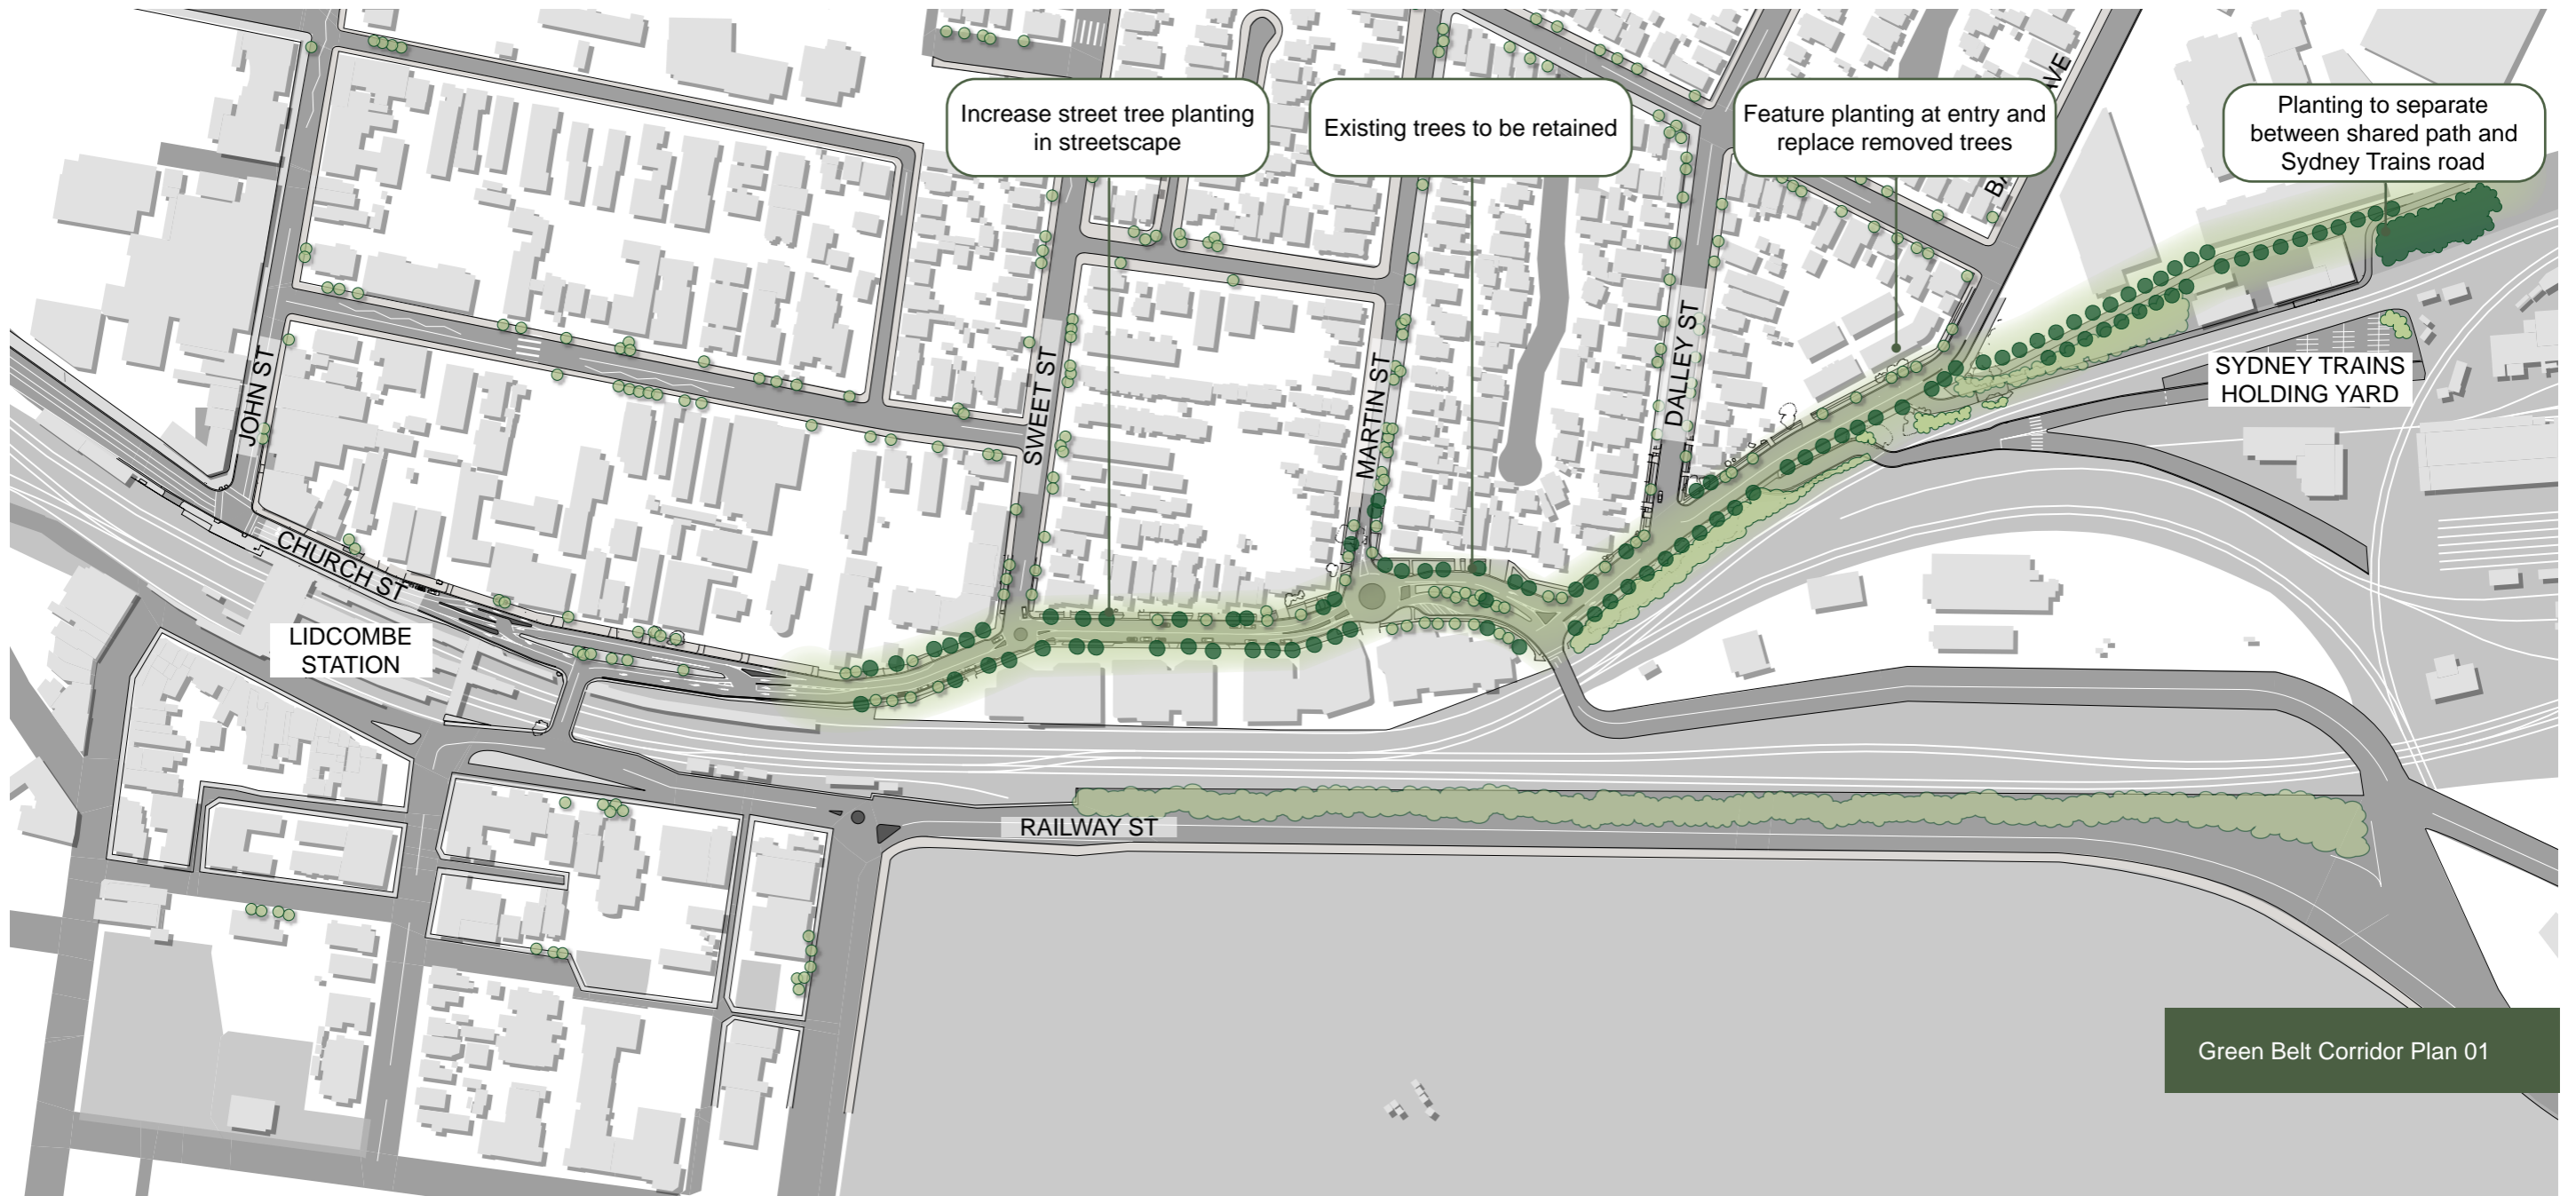 Increase street tree planting
in streetscape
Existing trees to be retained
Feature planting at entry and
replace removed trees
Planting to separate
between shared path and
Sydney Trains road
AVE
JOHN ST
SWEET ST
MARTIN ST
DALLEY ST
SYDNEY TRAINS
HOLDING YARD
CHURCH ST
LIDCOMBE
STATION
RAILWAY ST
Green Belt Corridor Plan 01